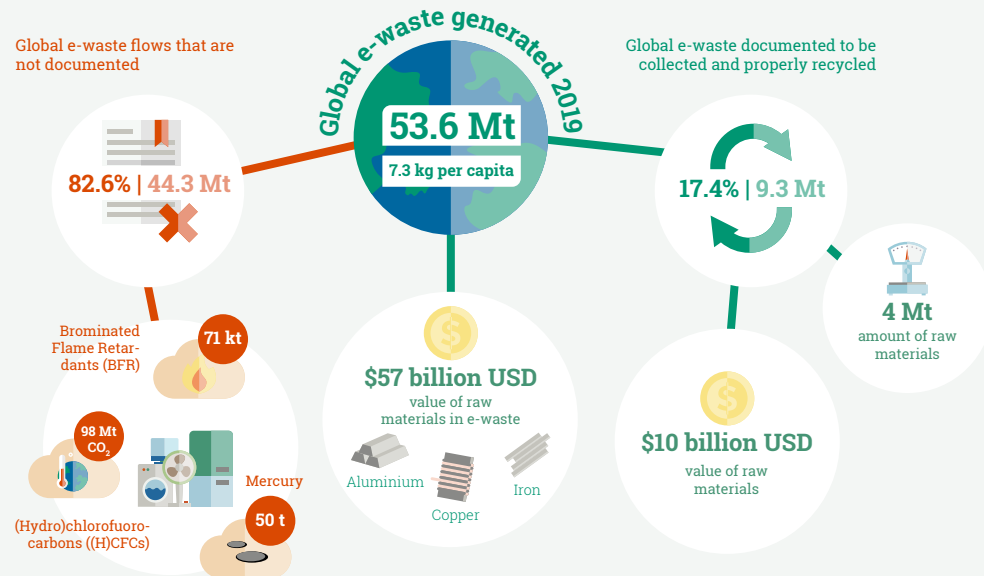 Global e-waste generated 2019
53.6 Mt
7.3 kg per capita
Global e-waste flows that are
not documented
82.6% | 44.3 Mt
Brominated
Flame Retar-
dants (BFR)
71 kt
98 Mt
CO₂
(Hydro)chlorofuoro-
carbons ((H)CFCs)
Mercury
50 t
$
$57 billion USD
value of raw
materials in e-waste
Aluminium
Copper
Iron
Global e-waste documented to be
collected and properly recycled
17.4% | 9.3 Mt
4 Mt
amount of raw
materials
$
$10 billion USD
value of raw
materials